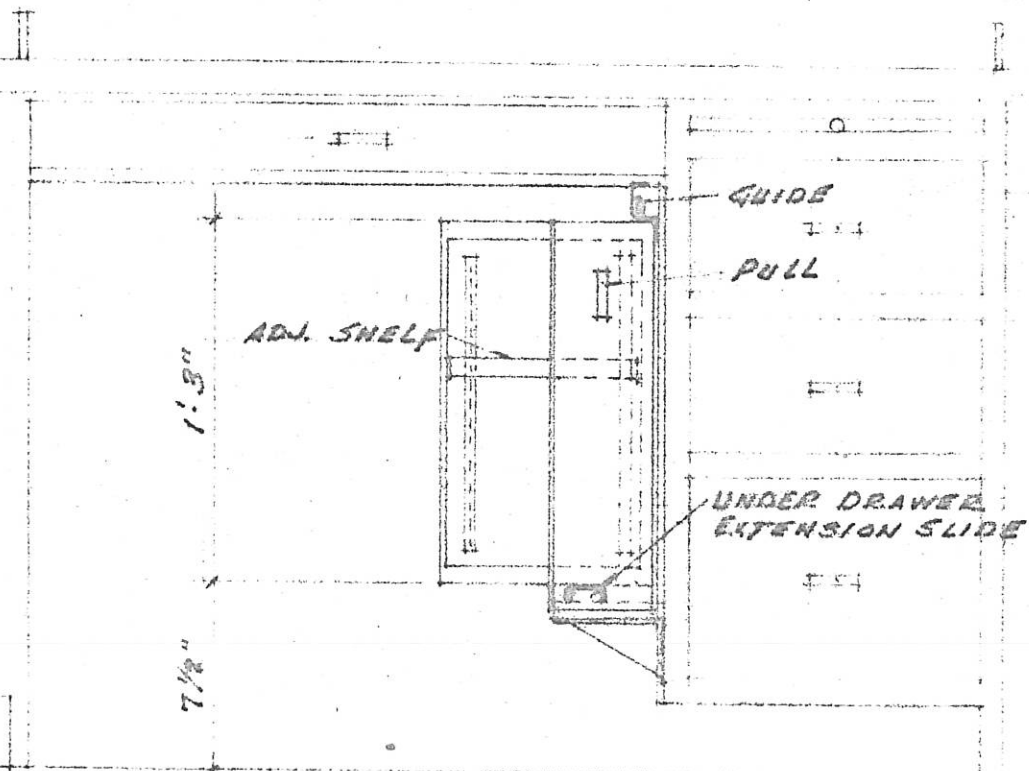 GUIDE
PULL
ADJ. SHELF
1'-3"
UNDER DRAWER
EXTENSION SLIDE
7½"